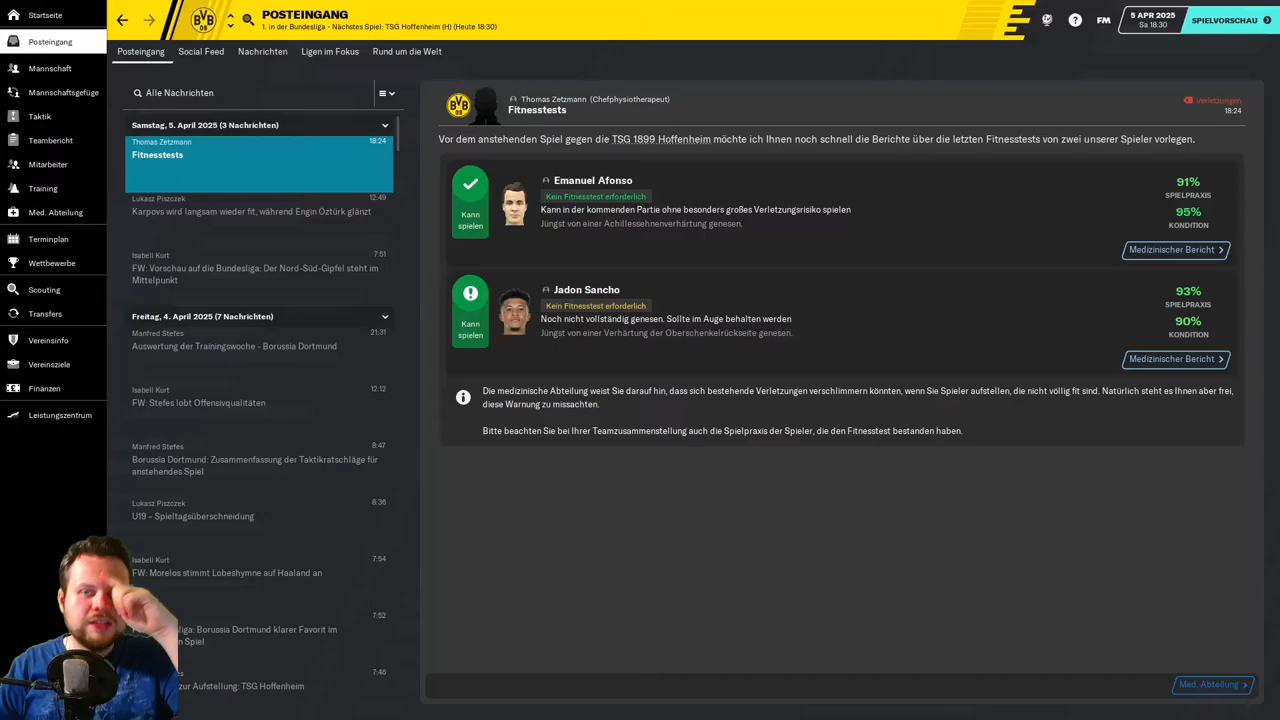 Startseite
Posteingang
Mannschaft
Mannschaftsgefüge
Taktik
Teambericht
Mitarbeiter
Training
Med. Abteilung
Terminplan
Wettbewerbe
Scouting
Transfers
Vereinsinfo
Vereinsziele
Finanzen
Leistungszentrum
BVB
09
POSTEINGANG
1. in der Bundesliga - Nächstes Spiel: TSG Hoffenheim (H) (Heute 18:30)
FM
5 APR 2025
Sa 18:30
SPIELVORSCHAU
Posteingang
Social Feed
Nachrichten
Ligen im Fokus
Rund um die Welt
Alle Nachrichten
Samstag, 5. April 2025 (3 Nachrichten)
Thomas Zetzmann
18:24
Fitnesstests
Lukasz Piszczek
12:49
Karpovs wird langsam wieder fit, während Engin Öztürk glänzt
Isabell Kurt
7:51
FW: Vorschau auf die Bundesliga: Der Nord-Süd-Gipfel steht im
Mittelpunkt
Freitag, 4. April 2025 (7 Nachrichten)
Manfred Stefes
21:31
Auswertung der Trainingswoche - Borussia Dortmund
Isabell Kurt
12:12
FW: Stefes lobt Offensivqualitäten
Manfred Stefes
8:47
Borussia Dortmund: Zusammenfassung der Taktikratschläge für
anstehendes Spiel
Lukasz Piszczek
8:36
U19 – Spieltagsüberschneidung
Isabell Kurt
7:54
FW: Morelos stimmt Lobeshymne auf Haaland an
7:52
liga: Borussia Dortmund klarer Favorit im
n Spiel
7:46
zur Aufstellung: TSG Hoffenheim
BVB
09
Thomas Zetzmann (Chefphysiotherapeut)
Fitnesstests
Verletzungen
18:24
Vor dem anstehenden Spiel gegen die TSG 1899 Hoffenheim möchte ich Ihnen noch schnell die Berichte über die letzten Fitnesstests von zwei unserer Spieler vorlegen.
Kann
spielen
Emanuel Afonso
Kein Fitnesstest erforderlich
Kann in der kommenden Partie ohne besonders großes Verletzungsrisiko spielen
Jüngst von einer Achillessehnenverhärtung genesen.
91%
SPIELPRAXIS
95%
KONDITION
Medizinischer Bericht
Kann
spielen
Jadon Sancho
Kein Fitnesstest erforderlich
Noch nicht vollständig genesen. Sollte im Auge behalten werden
Jüngst von einer Verhärtung der Oberschenkelrückseite genesen.
93%
SPIELPRAXIS
90%
KONDITION
Medizinischer Bericht
Die medizinische Abteilung weist Sie darauf hin, dass sich bestehende Verletzungen verschlimmern könnten, wenn Sie Spieler aufstellen, die nicht völlig fit sind. Natürlich steht es Ihnen aber frei,
diese Warnung zu missachten.
Bitte beachten Sie bei Ihrer Teamzusammenstellung auch die Spielpraxis der Spieler, die den Fitnesstest bestanden haben.
Med. Abteilung